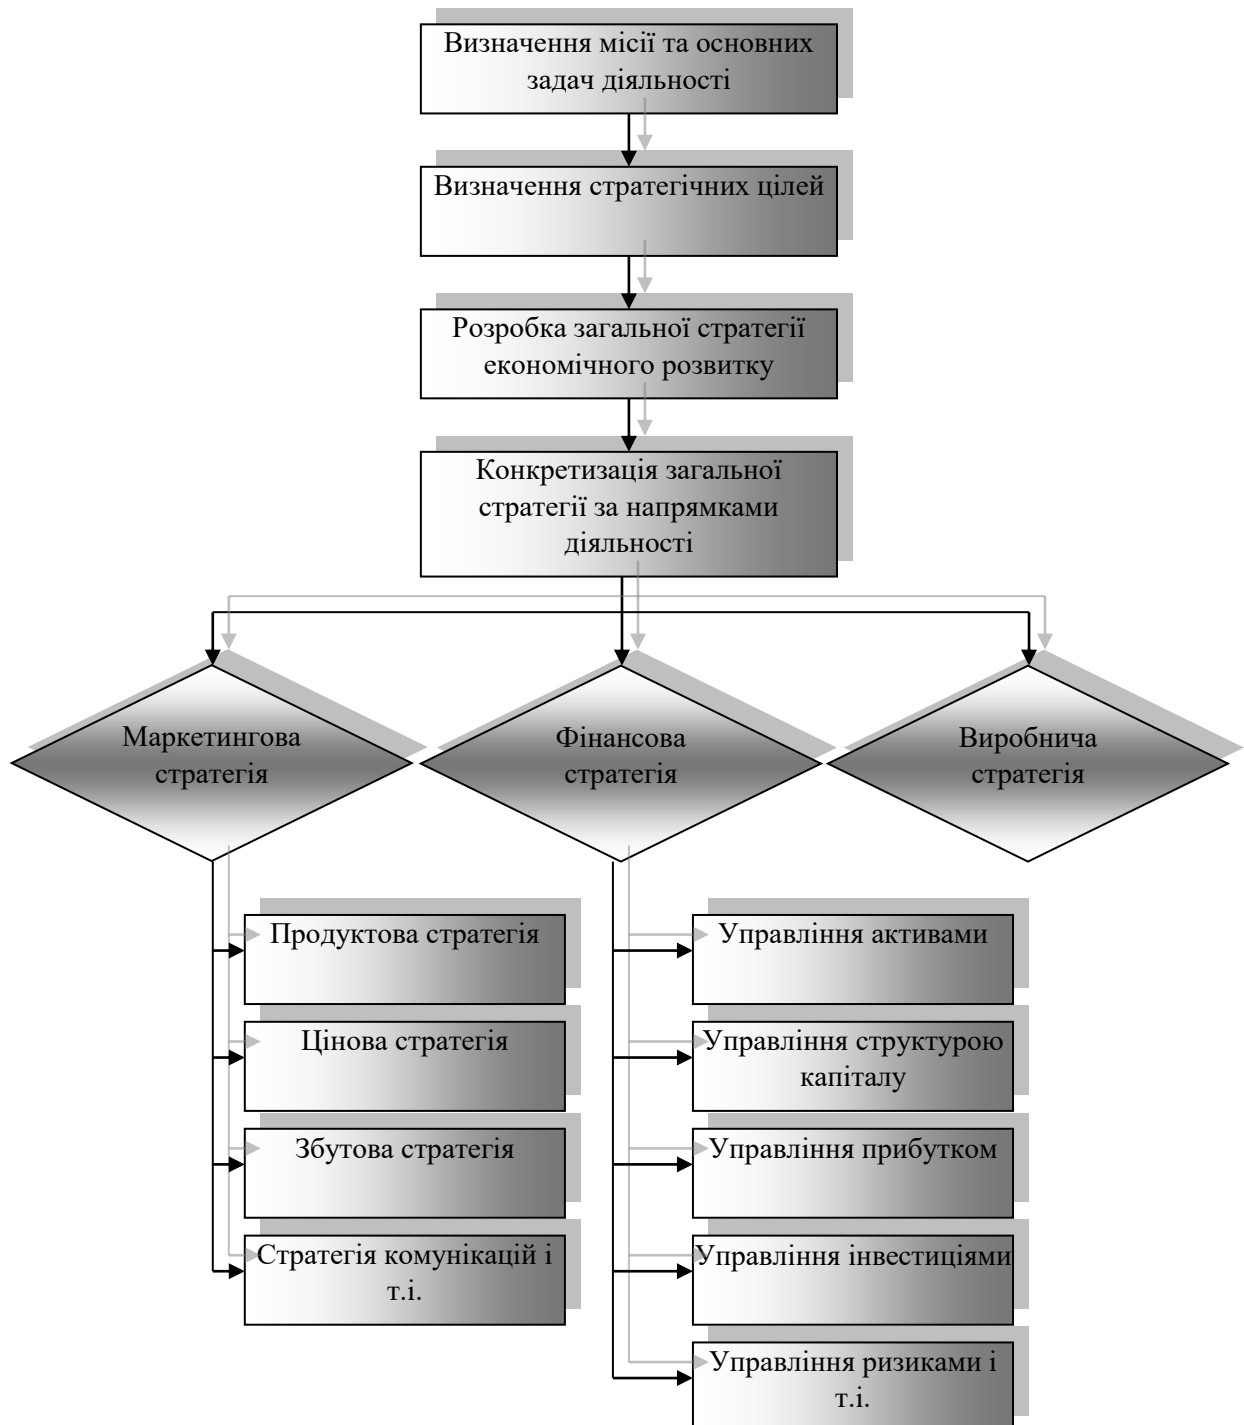 Визначення місії та основних
задач діяльності
Визначення стратегічних цілей
Розробка загальної стратегії
економічного розвитку
Конкретизація загальної
стратегії за напрямками
діяльності
Маркетингова
стратегія
Фінансова
стратегія
Виробнича
стратегія
Продуктова стратегія
Цінова стратегія
Збутова стратегія
Стратегія комунікацій і
т.і.
Управління активами
Управління структурою
капіталу
Управління прибутком
Управління інвестиціями
Управління ризиками і
т.і.